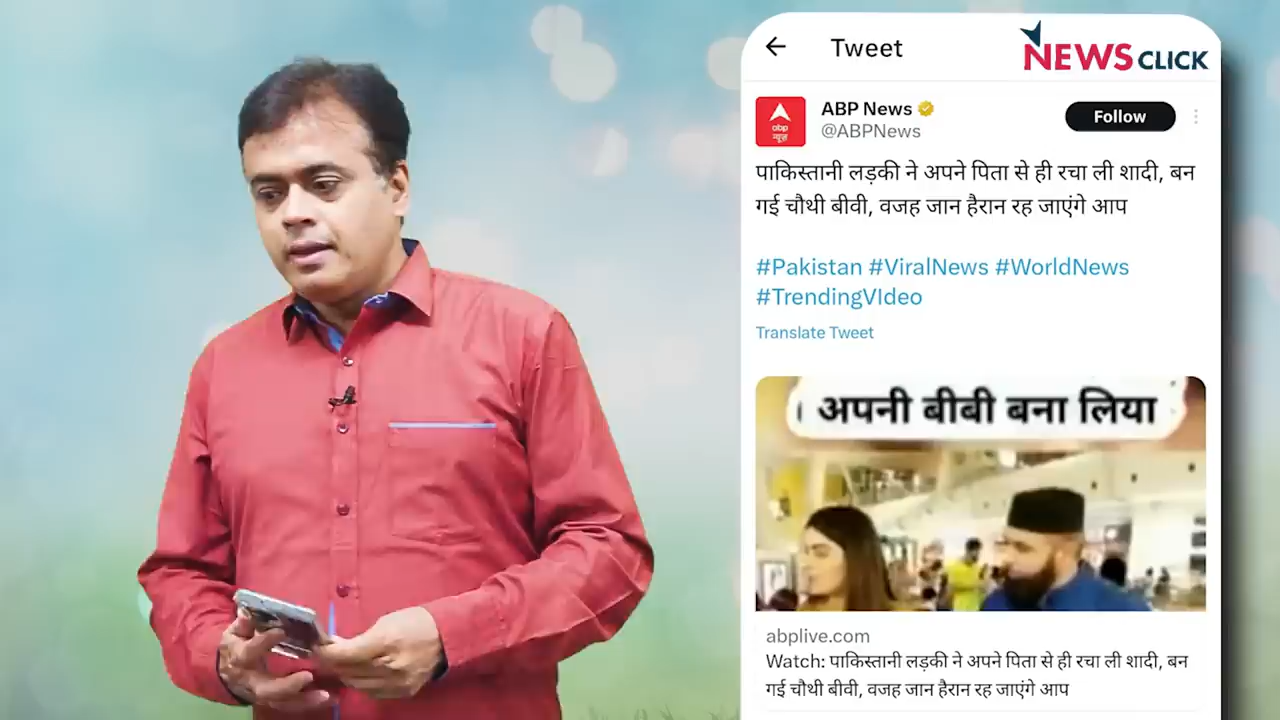 Tweet
NEWS CLICK
ABP News
@ABPNews
Follow
abp
न्यूज़
पाकिस्तानी लड़की ने अपने पिता से ही रचा ली शादी, बन
गई चौथी बीवी, वजह जान हैरान रह जाएंगे आप
#Pakistan #ViralNews #WorldNews
#TrendingVIdeo
Translate Tweet
अपनी बीबी बना लिया
abplive.com
Watch: पाकिस्तानी लड़की ने अपने पिता से ही रचा ली शादी, बन
गई चौथी बीवी, वजह जान हैरान रह जाएंगे आप